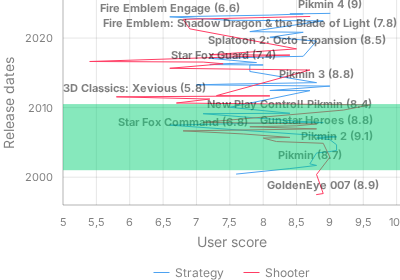 Pikmin 4 (9)
Fire Emblem Engage (6.6)
Fire Emblem: Shadow Dragon & the Blade of Light (7.8)
2020
Splatoon 2: Octo Expansion (8.5)
Star Fox Guard (7.4)
Pikmin 3 (8.8)
3D Classics: Xevious (5.8)
2010
New Play Control! Pikmin (8.4)
Star Fox Command (6.8)
Gunstar Heroes (8.8)
Pikmin 2 (9.1)
Pikmin (8.7)
2000
GoldenEye 007 (8.9)
Release dates
5 5,5 6 6,5 7 7,5 8 8,5 9 9,5 10
User score
Strategy Shooter